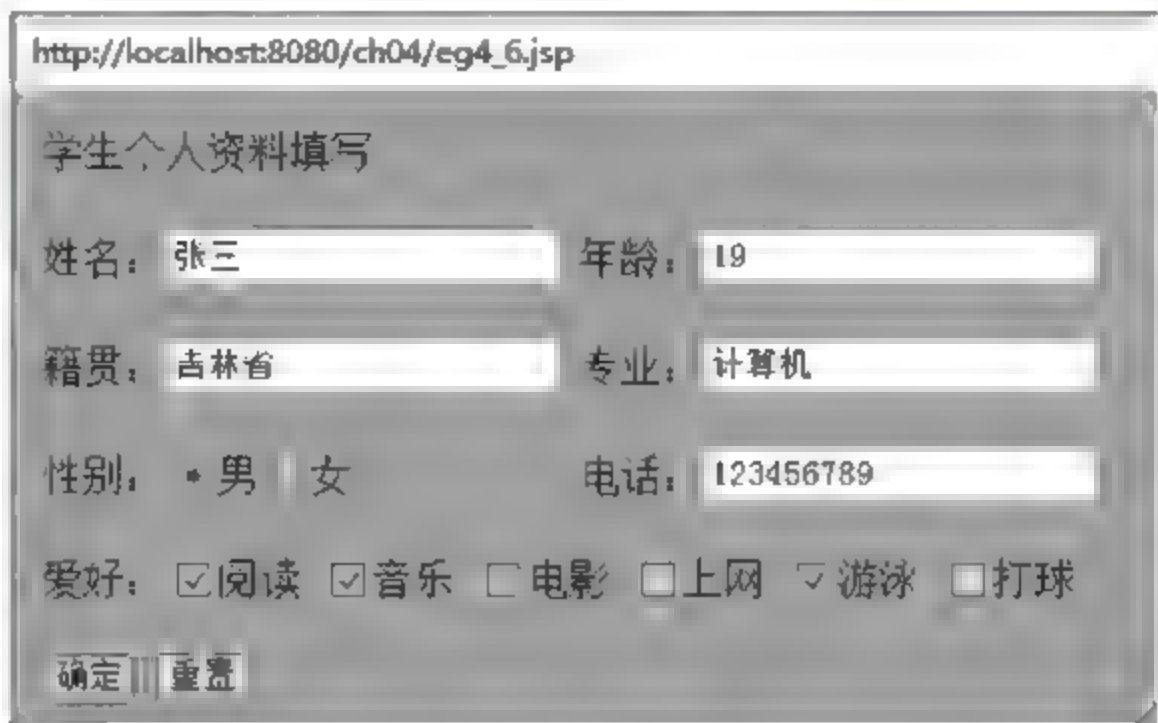 http://localhost:8080/ch04/eg4_6.jsp
学生个人资料填写
姓名： 张三 年龄： 19
籍贯： 吉林省 专业： 计算机
性别： 男 女 电话： 123456789
爱好： 阅读 音乐 电影 上网 游泳 打球
确定 重置